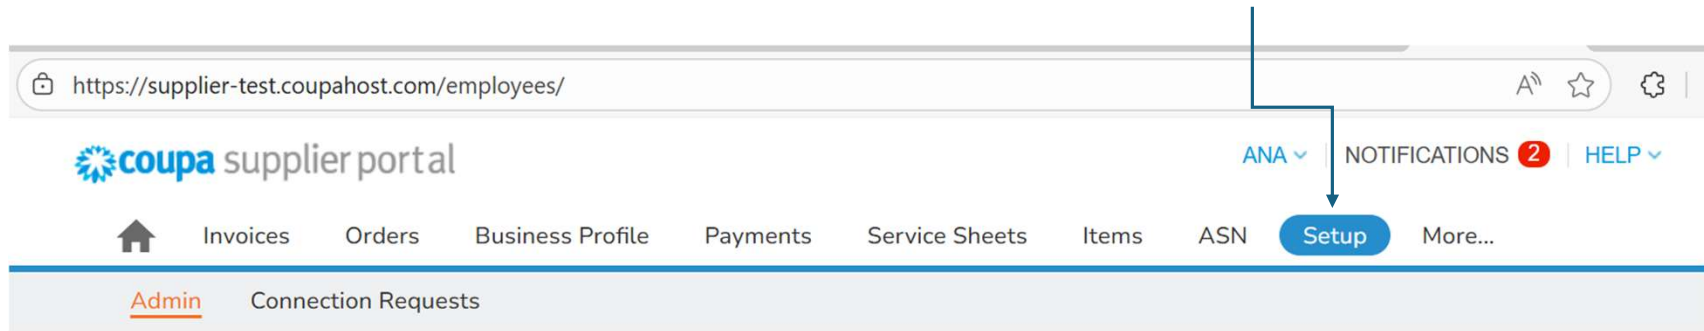 https://supplier-test.coupahost.com/employees/
coupa supplier portal
ANA NOTIFICATIONS 2 HELP
Invoices Orders Business Profile Payments Service Sheets Items ASN Setup More...
Admin Connection Requests